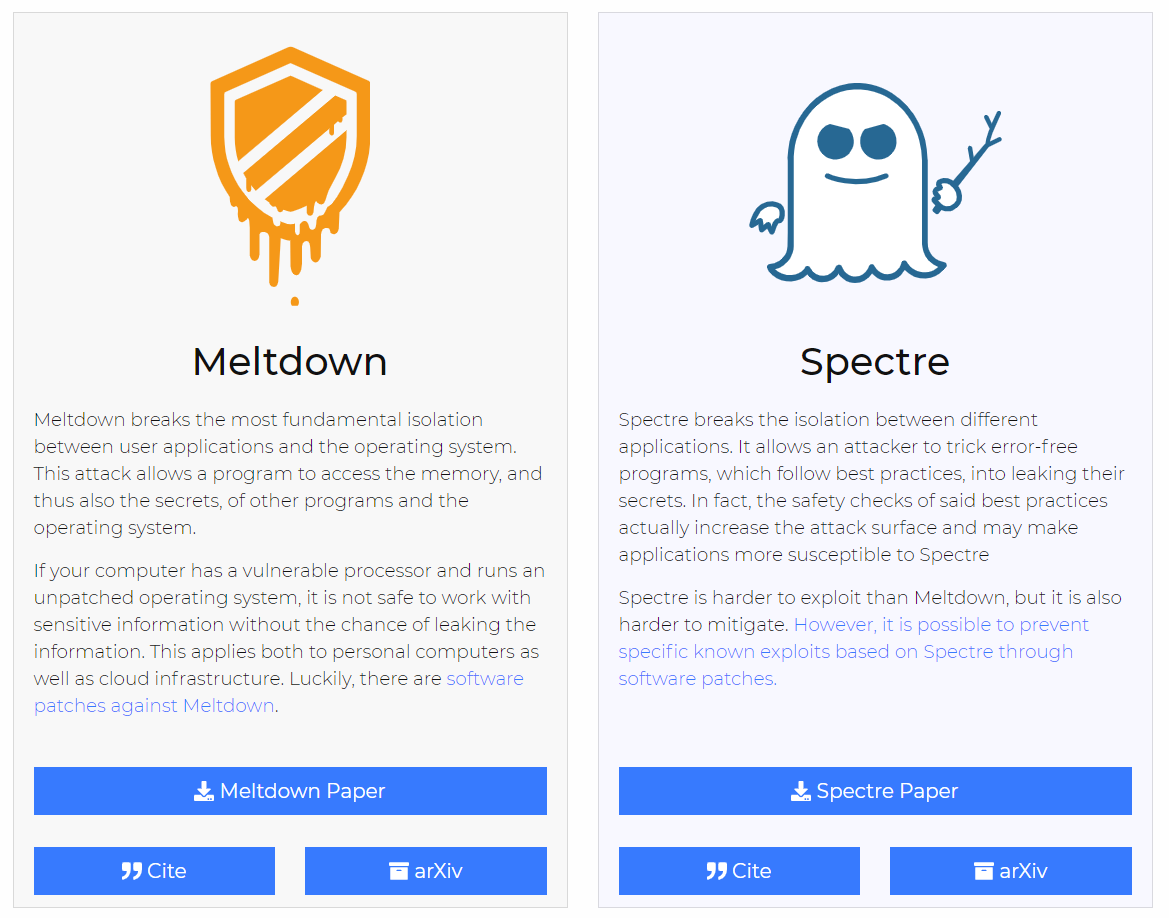 Meltdown
Meltdown breaks the most fundamental isolation
between user applications and the operating system.
This attack allows a program to access the memory, and
thus also the secrets, of other programs and the
operating system.
If your computer has a vulnerable processor and runs an
unpatched operating system, it is not safe to work with
sensitive information without the chance of leaking the
information. This applies both to personal computers as
well as cloud infrastructure. Luckily, there are software
patches against Meltdown.
Meltdown Paper
Cite
arXiv
Spectre
Spectre breaks the isolation between different
applications. It allows an attacker to trick error-free
programs, which follow best practices, into leaking their
secrets. In fact, the safety checks of said best practices
actually increase the attack surface and may make
applications more susceptible to Spectre
Spectre is harder to exploit than Meltdown, but it is also
harder to mitigate. However, it is possible to prevent
specific known exploits based on Spectre through
software patches.
Spectre Paper
Cite
arXiv